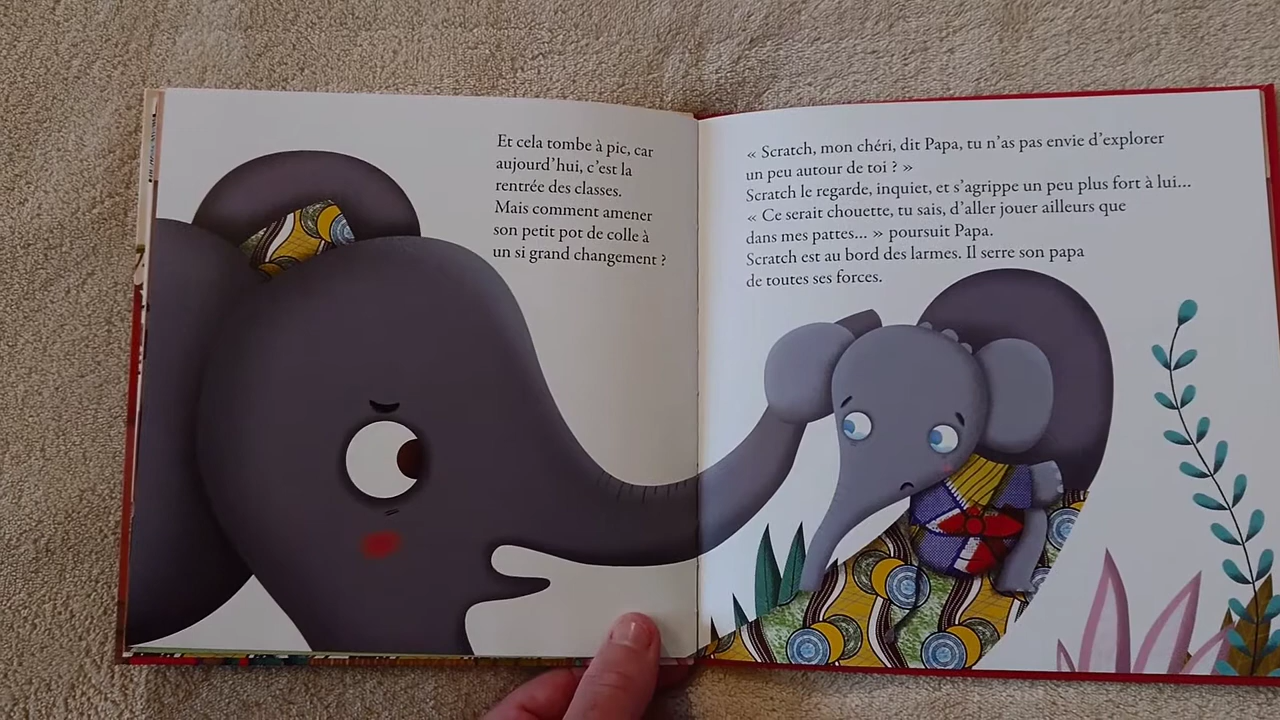 Et cela tombe à pic, car
aujourd’hui, c’est la
rentrée des classes.
Mais comment amener
son petit pot de colle à
un si grand changement ?
« Scratch, mon chéri, dit Papa, tu n’as pas envie d’explorer
un peu autour de toi ? »
Scratch le regarde, inquiet, et s’agrippe un peu plus fort à lui...
« Ce serait chouette, tu sais, d’aller jouer ailleurs que
dans mes pattes... » poursuit Papa.
Scratch est au bord des larmes. Il serre son papa
de toutes ses forces.